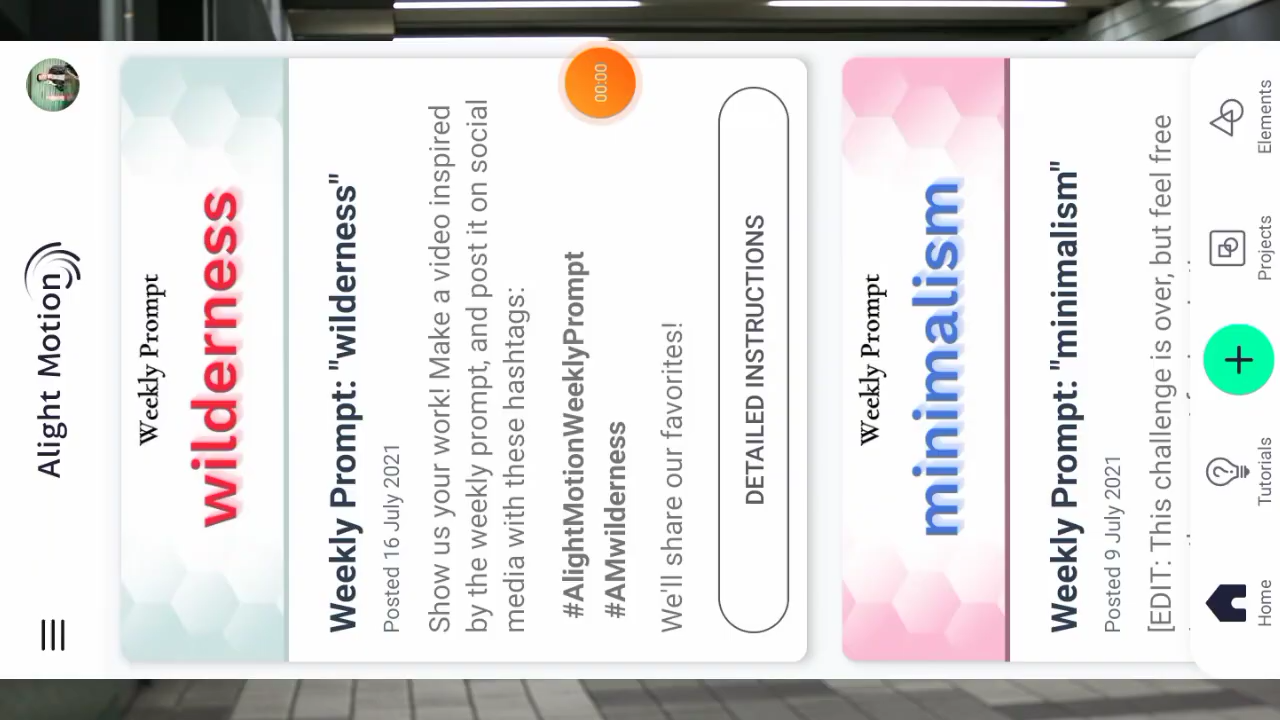 Alight Motion
Weekly Prompt
wilderness
Weekly Prompt: "wilderness"
Posted 16 July 2021
Show us your work! Make a video inspired
by the weekly prompt, and post it on social
media with these hashtags:
#AlightMotionWeeklyPrompt
#AMwilderness
We'll share our favorites!
DETAILED INSTRUCTIONS
00:00
Weekly Prompt
minimalism
Weekly Prompt: "minimalism"
Posted 9 July 2021
[EDIT: This challenge is over, but feel free
Home
Tutorials
Projects
Elements